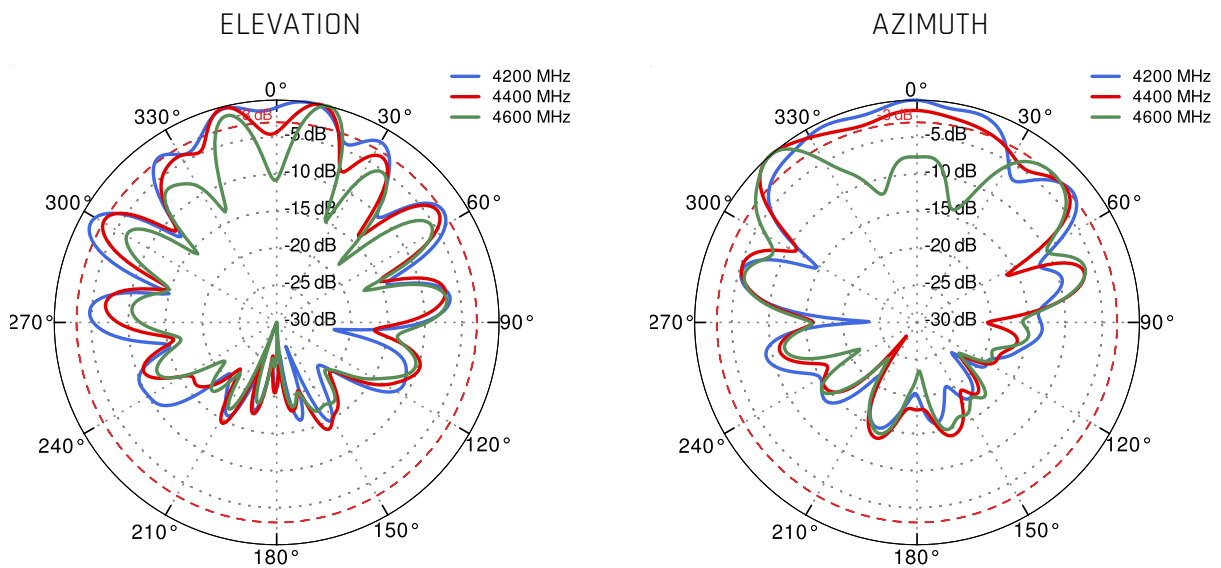 ELEVATION
4200 MHz
4400 MHz
4600 MHz
0°
330°
30°
-3 dB
-5 dB
-10 dB
300°
60°
-15 dB
-20 dB
-25 dB
270°
-30 dB
90°
240°
120°
210°
150°
180°
AZIMUTH
4200 MHz
4400 MHz
4600 MHz
0°
330°
30°
-3 dB
-5 dB
-10 dB
300°
60°
-15 dB
-20 dB
-25 dB
270°
-30 dB
90°
240°
120°
210°
150°
180°